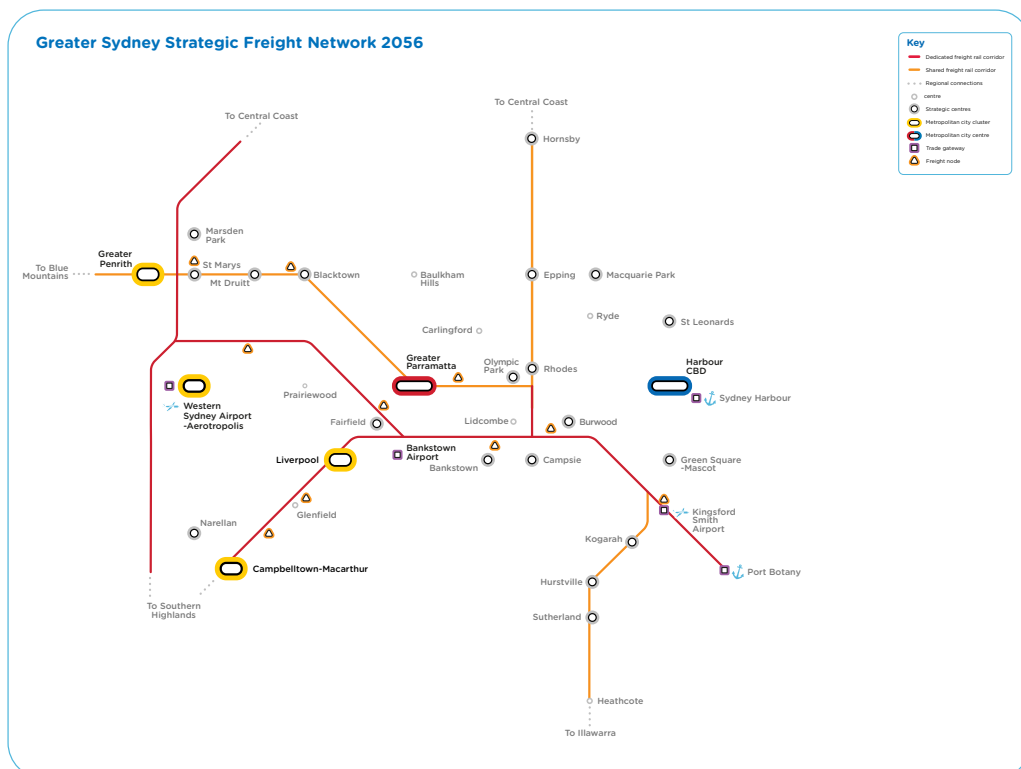 Greater Sydney Strategic Freight Network 2056
Key
Dedicated freight rail corridor
Shared freight rail corridor
Regional connections
centre
Strategic centres
Metropolitan city cluster
Metropolitan city centre
Trade gateway
Freight node
To Central Coast
To Central Coast
Hornsby
Marsden
Park
Greater
Penrith
To Blue
Mountains
St Marys
Mt Druitt
Blacktown
Baulkham
Hills
Epping
Macquarie Park
Ryde
St Leonards
Carlingford
Greater
Parramatta
Olympic
Park
Rhodes
Harbour
CBD
Sydney Harbour
Prairiewood
Western
Sydney Airport
-Aerotropolis
Fairfield
Lidcombe
Burwood
Liverpool
Bankstown
Airport
Bankstown
Campsie
Green Square
-Mascot
Glenfield
Narellan
Kingsford
Smith
Airport
Kogarah
Campbelltown-Macarthur
Hurstville
Port Botany
To Southern
Highlands
Sutherland
Heathcote
To Illawarra